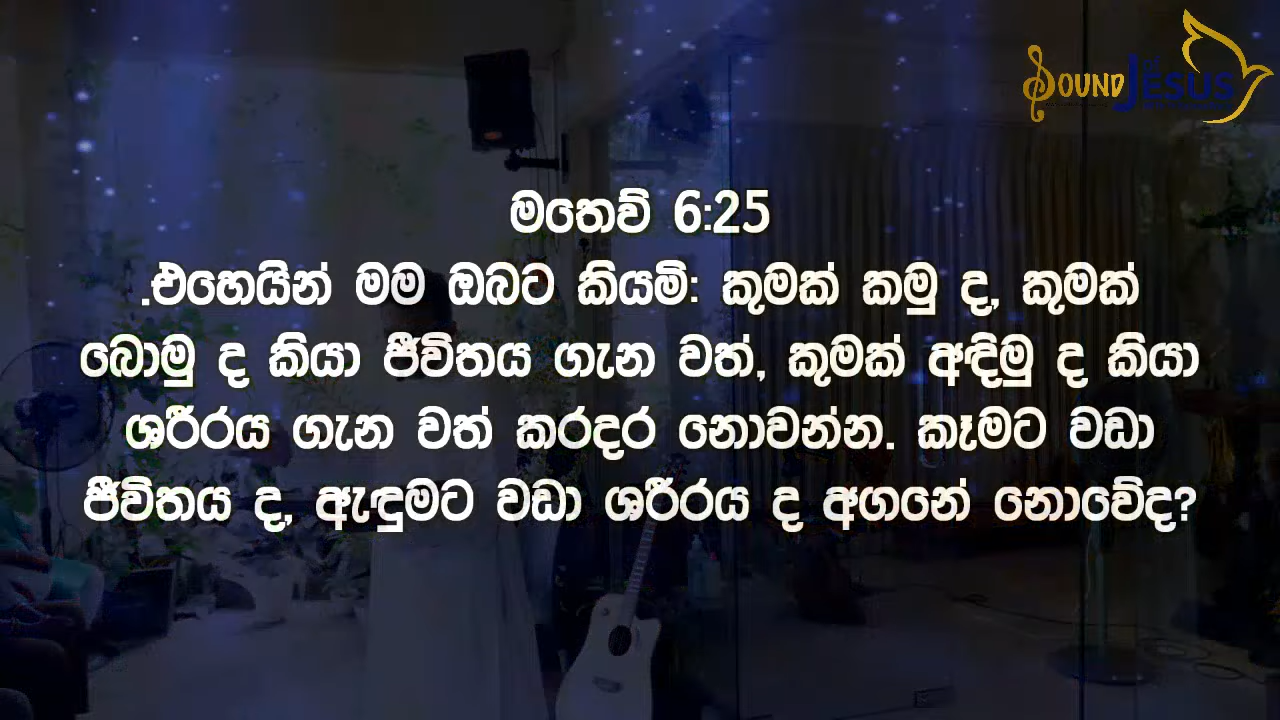 SOUND OF JESUS
මතෙව් 6:25
.එහෙයින් මම ඔබට කියමි: කුමක් කමු ද, කුමක්
බොමු ද කියා ජීවිතය ගැන වත්, කුමක් අඳිමු ද කියා
ශරීරය ගැන වත් කරදර නොවන්න. කෑමට වඩා
ජීවිතය ද, ඇඳුමට වඩා ශරීරය ද අගනේ නොවේද?